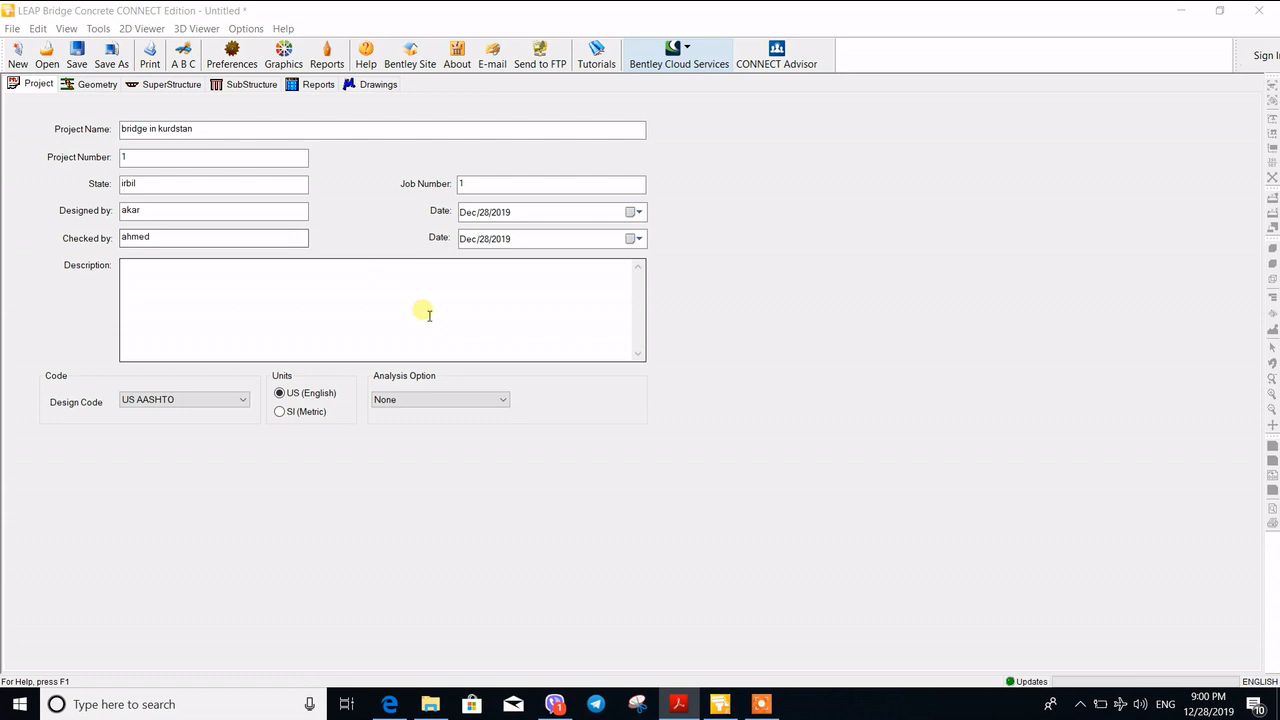 LEAP Bridge Concrete CONNECT Edition - Untitled *
File Edit View Tools 2D Viewer 3D Viewer Options Help
New Open Save Save As Print A B C Preferences Graphics Reports Help Bentley Site About E-mail Send to FTP Tutorials Bentley Cloud Services CONNECT Advisor Sign I
Project Geometry SuperStructure SubStructure Reports Drawings
Project Name: bridge in kurdstan
Project Number: 1
State: irbil Job Number: 1
Designed by: akar Date: Dec/28/2019
Checked by: ahmed Date: Dec/28/2019
Description:
Code Units Analysis Option
Design Code US AASHTO US (English) None
SI (Metric)
For Help, press F1 Updates ENGLISH
Type here to search 1 ENG 9:00 PM
12/28/2019 10